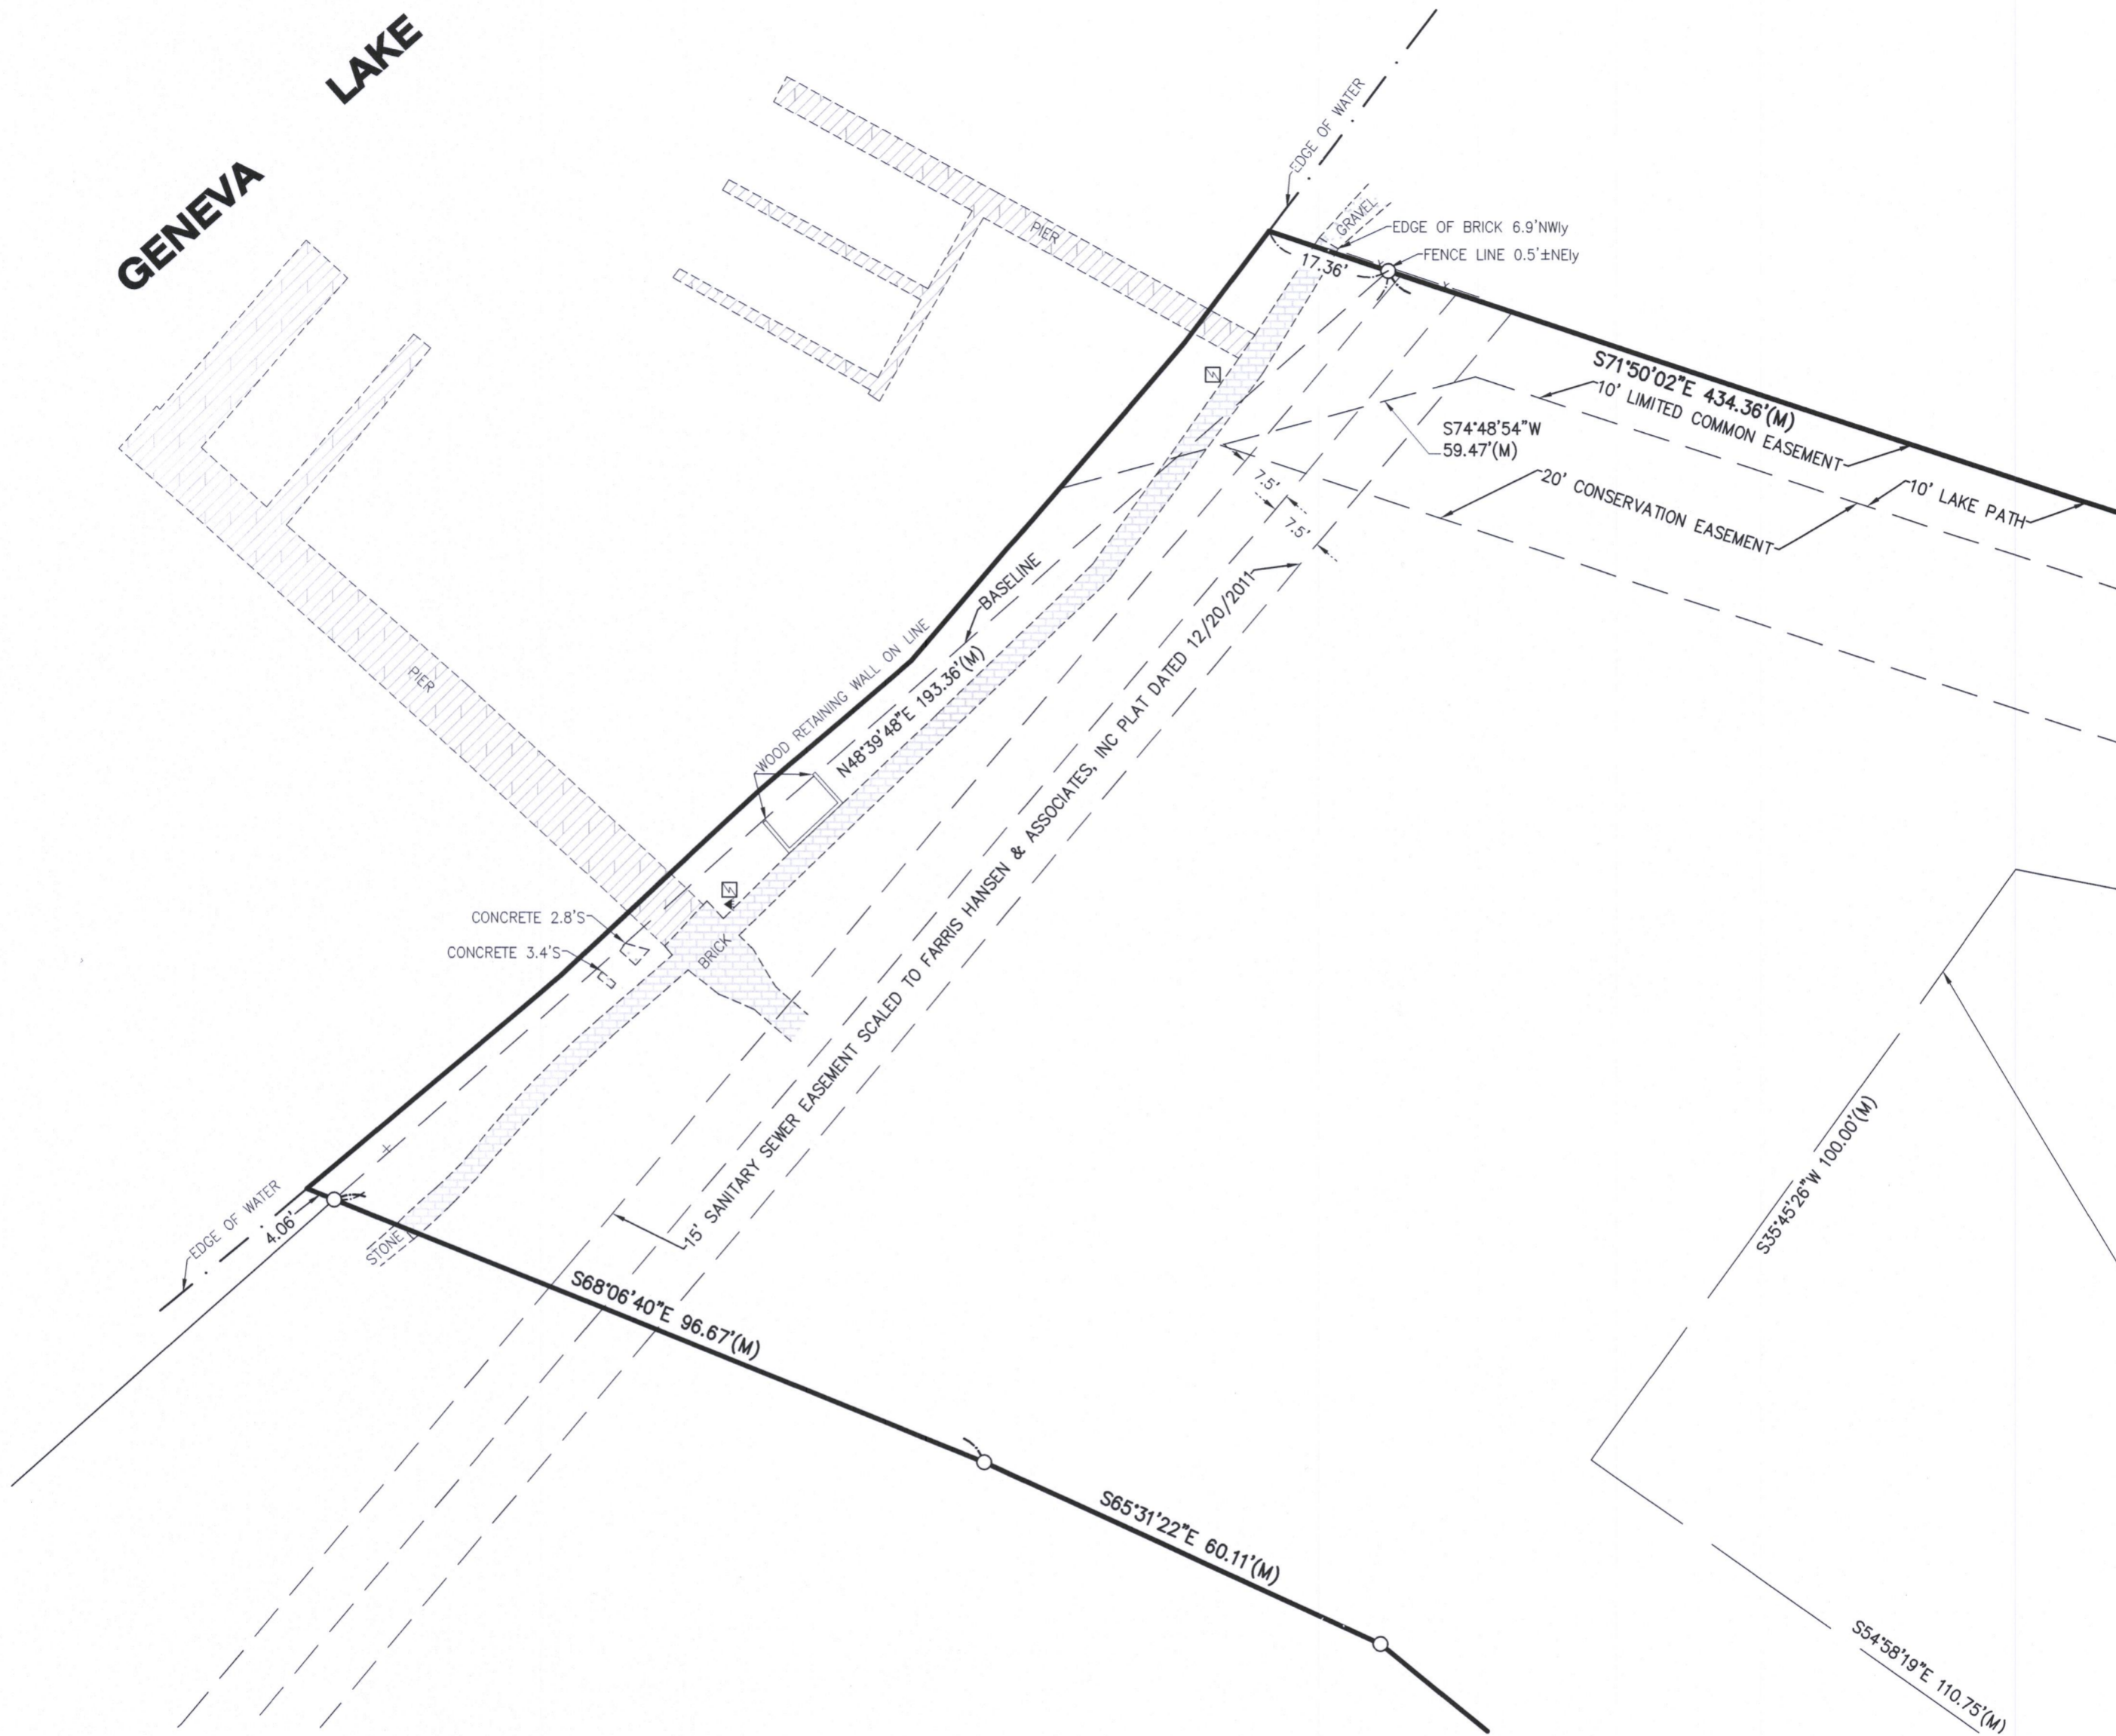 GENEVA LAKE
EDGE OF WATER
PIER
GRAVEL
EDGE OF BRICK 6.9'NWly
FENCE LINE 0.5'±NEly
17.36'
S71°50'02"E 434.36'(M)
10' LIMITED COMMON EASEMENT
S74°48'54"W
59.47'(M)
20' CONSERVATION EASEMENT
10' LAKE PATH
7.5'
7.5'
BASELINE
WOOD RETAINING WALL ON LINE
N48°39'48"E 193.36'(M)
PIER
15' SANITARY SEWER EASEMENT SCALED TO FARRIS HANSEN & ASSOCIATES, INC PLAT DATED 12/20/2011
CONCRETE 2.8'S
CONCRETE 3.4'S
BRICK
EDGE OF WATER
4.06'
STONE
S68°06'40"E 96.67'(M)
S35°45'26"W 100.00'(M)
S65°31'22"E 60.11'(M)
S54°58'19"E 110.75'(M)